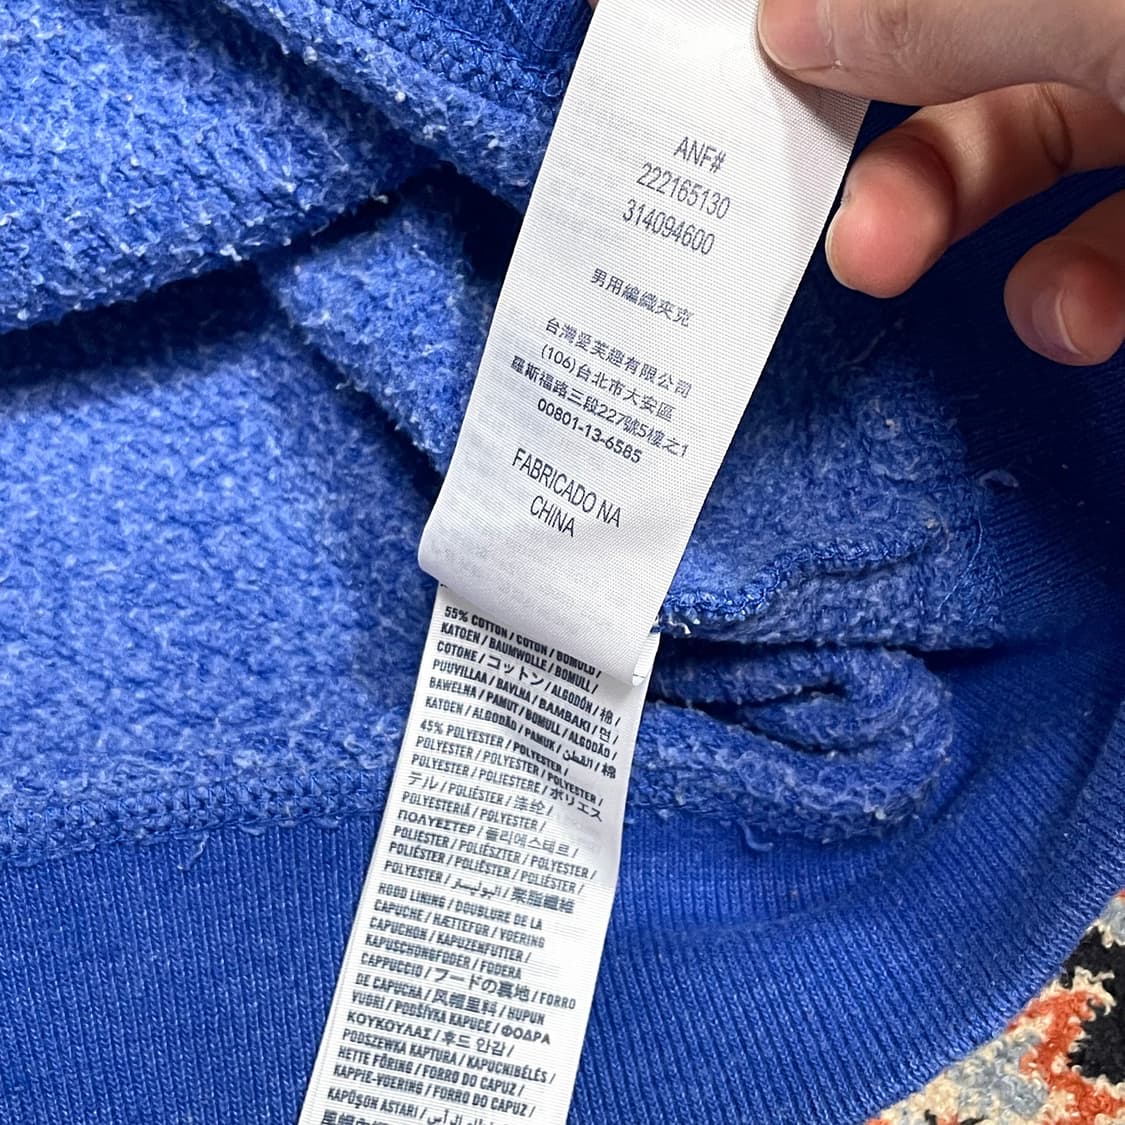 ANF#
222165130
314094600
男用編織夾克
台灣愛芙趣有限公司
(106)台北市大安區
羅斯福路三段227號5樓之1
00801-13-6585
FABRICADO NA
CHINA
55% COTTON / COTON / BOMULD /
KATOEN / BAUMWOLLE / BOMULL /
COTONE / コットン / ALGODÓN / 棉 /
PUUVILLAA / BAVLNA / ΒΑΜΒΑΚΙ / 면 /
BAWEŁNA / PAMUT / BOMULL / ALGODÃO /
KATOEN / ALGODÃO / PAMUK / القطن / 棉
45% POLYESTER / POLYESTER /
POLYESTER / POLYESTER / POLYESTER /
POLYESTER / POLIESTERE / ポリエス
テル / POLIÉSTER / 涤纶 /
POLYESTERIÄ / POLYESTER /
ΠΟΛΥΕΣΤΕΡ / 폴리에스테르 /
POLIESTER / POLIÉSZTER / POLYESTER /
POLIÉSTER / POLIÉSTER / POLIÉSTER /
POLYESTER / البوليستر / 聚脂纖維
HOOD LINING / DOUBLURE DE LA
CAPUCHE / HÆTTEFOR / VOERING
CAPUCHON / KAPUZENFUTTER /
KAPUSCHONGFODER / FODERA
CAPPUCCIO / フードの裏地 / FORRO
DE CAPUCHA / 风帽里料 / HUPUN
VUORI / PODŠÍVKA KAPUCE / ΦΟΔΡΑ
ΚΟΥΚΟΥΛΑΣ / 후드 안감 /
PODSZEWKA KAPTURA / KAPUCHIBÉLÉS /
HETTE FÔRING / FORRO DO CAPUZ /
KAPPIE-VOERING / FORRO DO CAPUZ /
KAPÜŞON ASTARI /